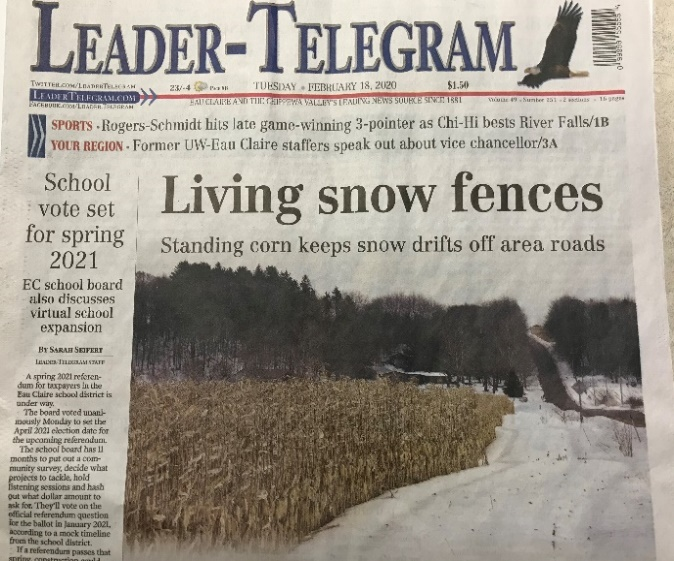 LEADER-TELEGRAM
TWITTER.COM/LEADERTELEGRAM
LEADERTELEGRAM.COM
FACEBOOK.COM/LEADERTELEGRAM
23/-4
TUESDAY • FEBRUARY 18, 2020
$1.50
EAU CLAIRE AND THE CHIPPEWA VALLEY'S LEADING NEWS SOURCE SINCE 1881
SPORTS • Rogers-Schmidt hits late game-winning 3-pointer as Chi-Hi bests River Falls/1B
YOUR REGION • Former UW-Eau Claire staffers speak out about vice chancellor/3A
School
vote set
for spring
2021
EC school board
also discusses
virtual school
expansion
BY SARAH SEIFERT
LEADER-TELEGRAM STAFF
A spring 2021 referen-
dum for taxpayers in the
Eau Claire school district is
under way.
The board voted unani-
mously Monday to set the
April 2021 election date for
the upcoming referendum.
The school board has 11
months to put out a com-
munity survey, decide what
projects to tackle, hold
listening sessions and hash
out what dollar amount to
ask for. They'll vote on the
official referendum question
for the ballot in January 2021,
according to a mock timeline
from the school district.
If a referendum passes that
spring, construction could
Living snow fences
Standing corn keeps snow drifts off area roads